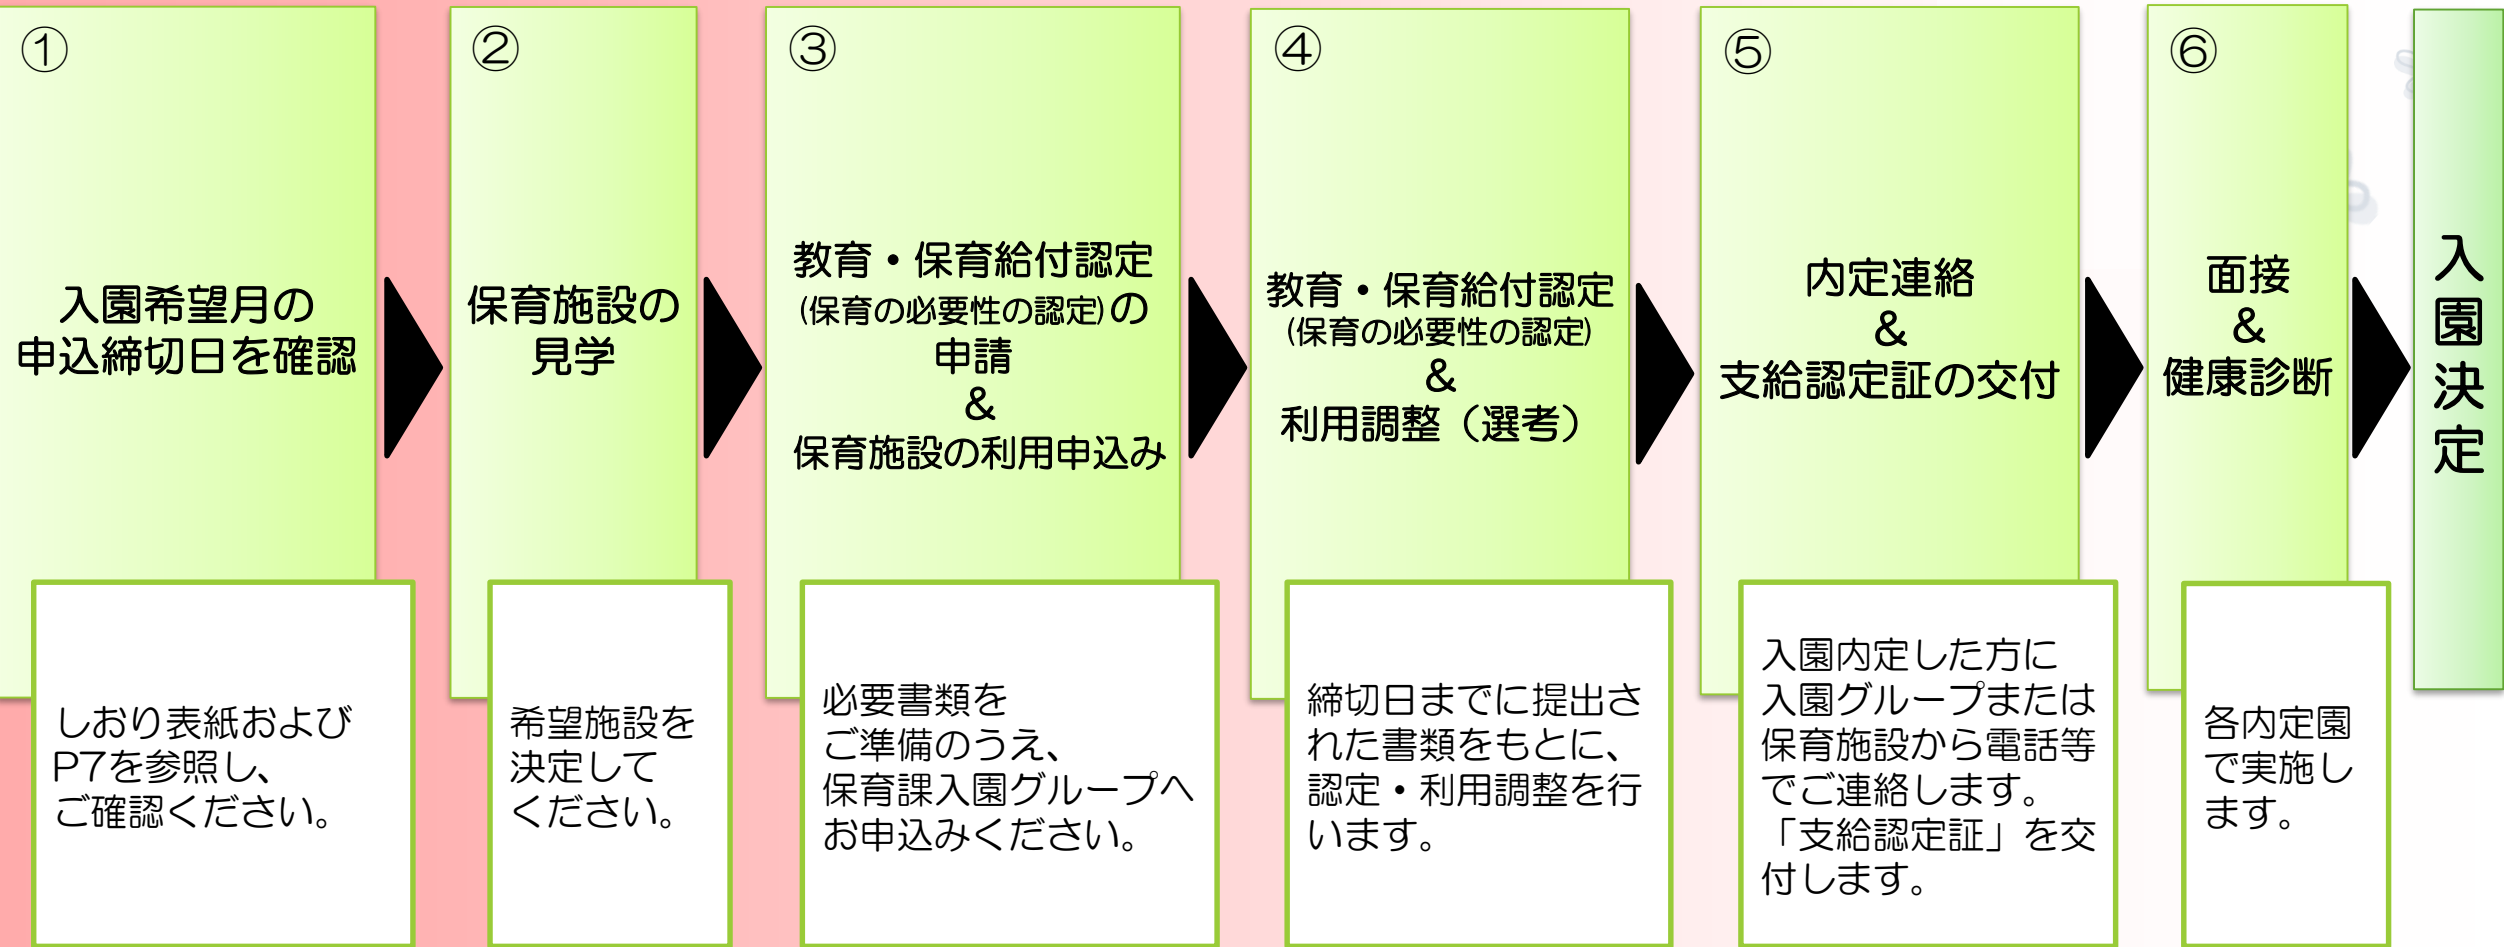 ①
入園希望月の
申込締切日を確認
しおり表紙および
P7を参照し、
ご確認ください。
②
保育施設の
見学
希望施設を
決定して
ください。
③
教育・保育給付認定
(保育の必要性の認定)の
申請
&
保育施設の利用申込み
必要書類を
ご準備のうえ、
保育課入園グループへ
お申込みください。
④
教育・保育給付認定
(保育の必要性の認定)
&
利用調整（選考）
締切日までに提出さ
れた書類をもとに、
認定・利用調整を行
います。
⑤
内定連絡
&
支給認定証の交付
入園内定した方に
入園グループまたは
保育施設から電話等
でご連絡します。
「支給認定証」を交
付します。
⑥
面接
&
健康診断
各内定園
で実施し
ます。
入園決定